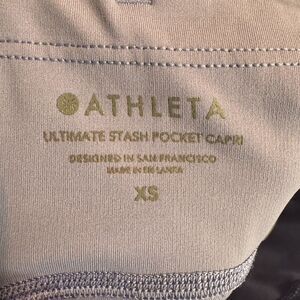 ATHLETA
ULTIMATE STASH POCKET CAPRI
DESIGNED IN SAN FRANCISCO
MADE IN SRI LANKA
XS